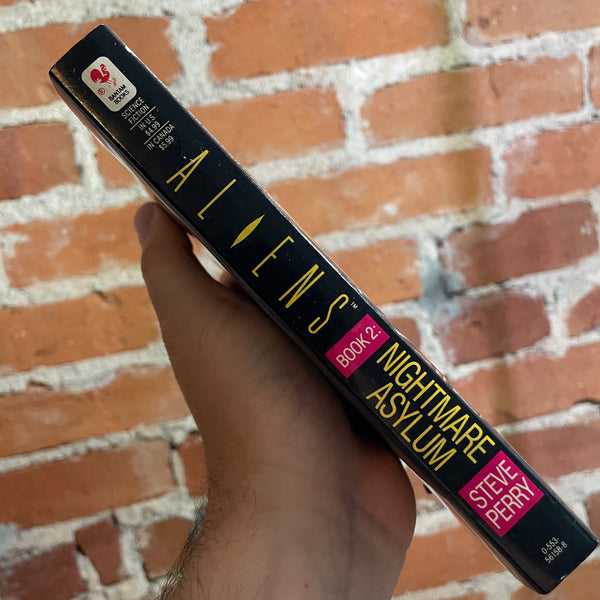 ®
BANTAM
BOOKS
SCIENCE
FICTION
IN U.S.
$4.99
IN CANADA
$5.99
ALIENS™
BOOK 2:
NIGHTMARE
ASYLUM
STEVE
PERRY
0-553-
56158-8